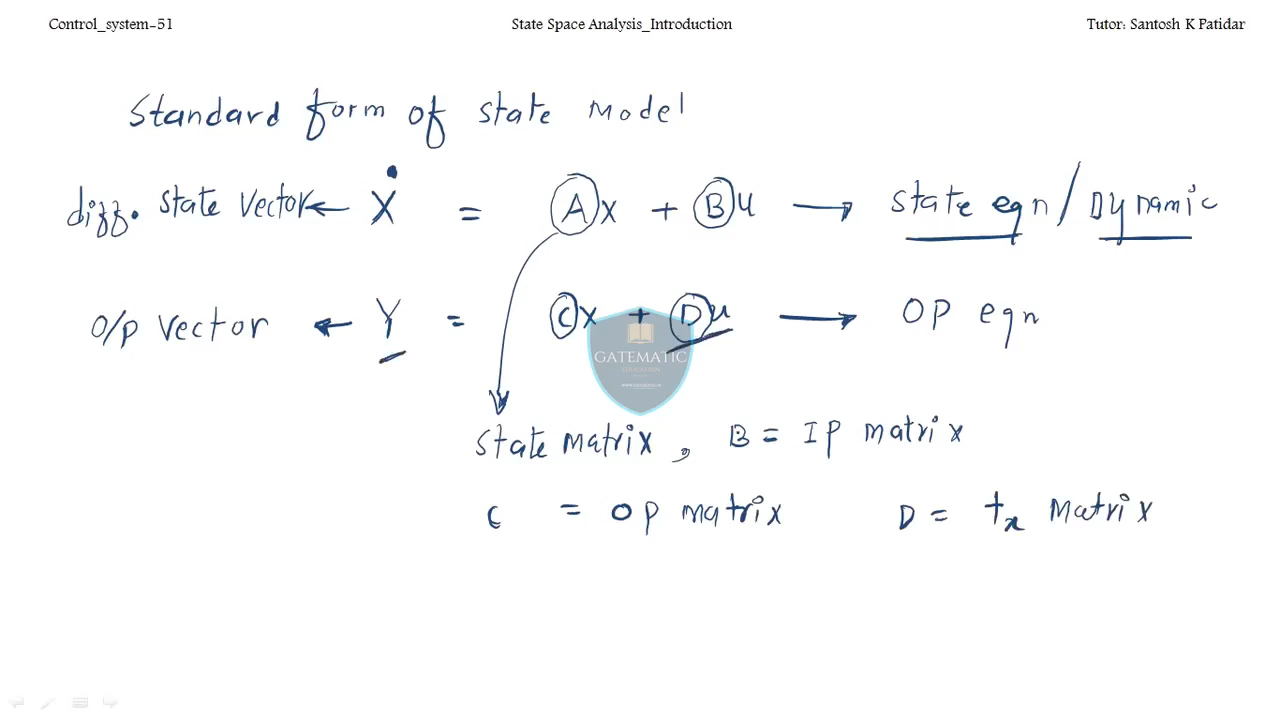 Control_system-51 State Space Analysis_Introduction Tutor: Santosh K Patidar
Standard form of state Model
diff. state vector ← Ẋ = Ax + Bu → state eqn / Dynamic
O/p vector ← Y = Cx + Du → OP eqn
GATEMATIC
EDUCATION
state matrix, B = IP matrix
C = OP matrix D = tx Matrix